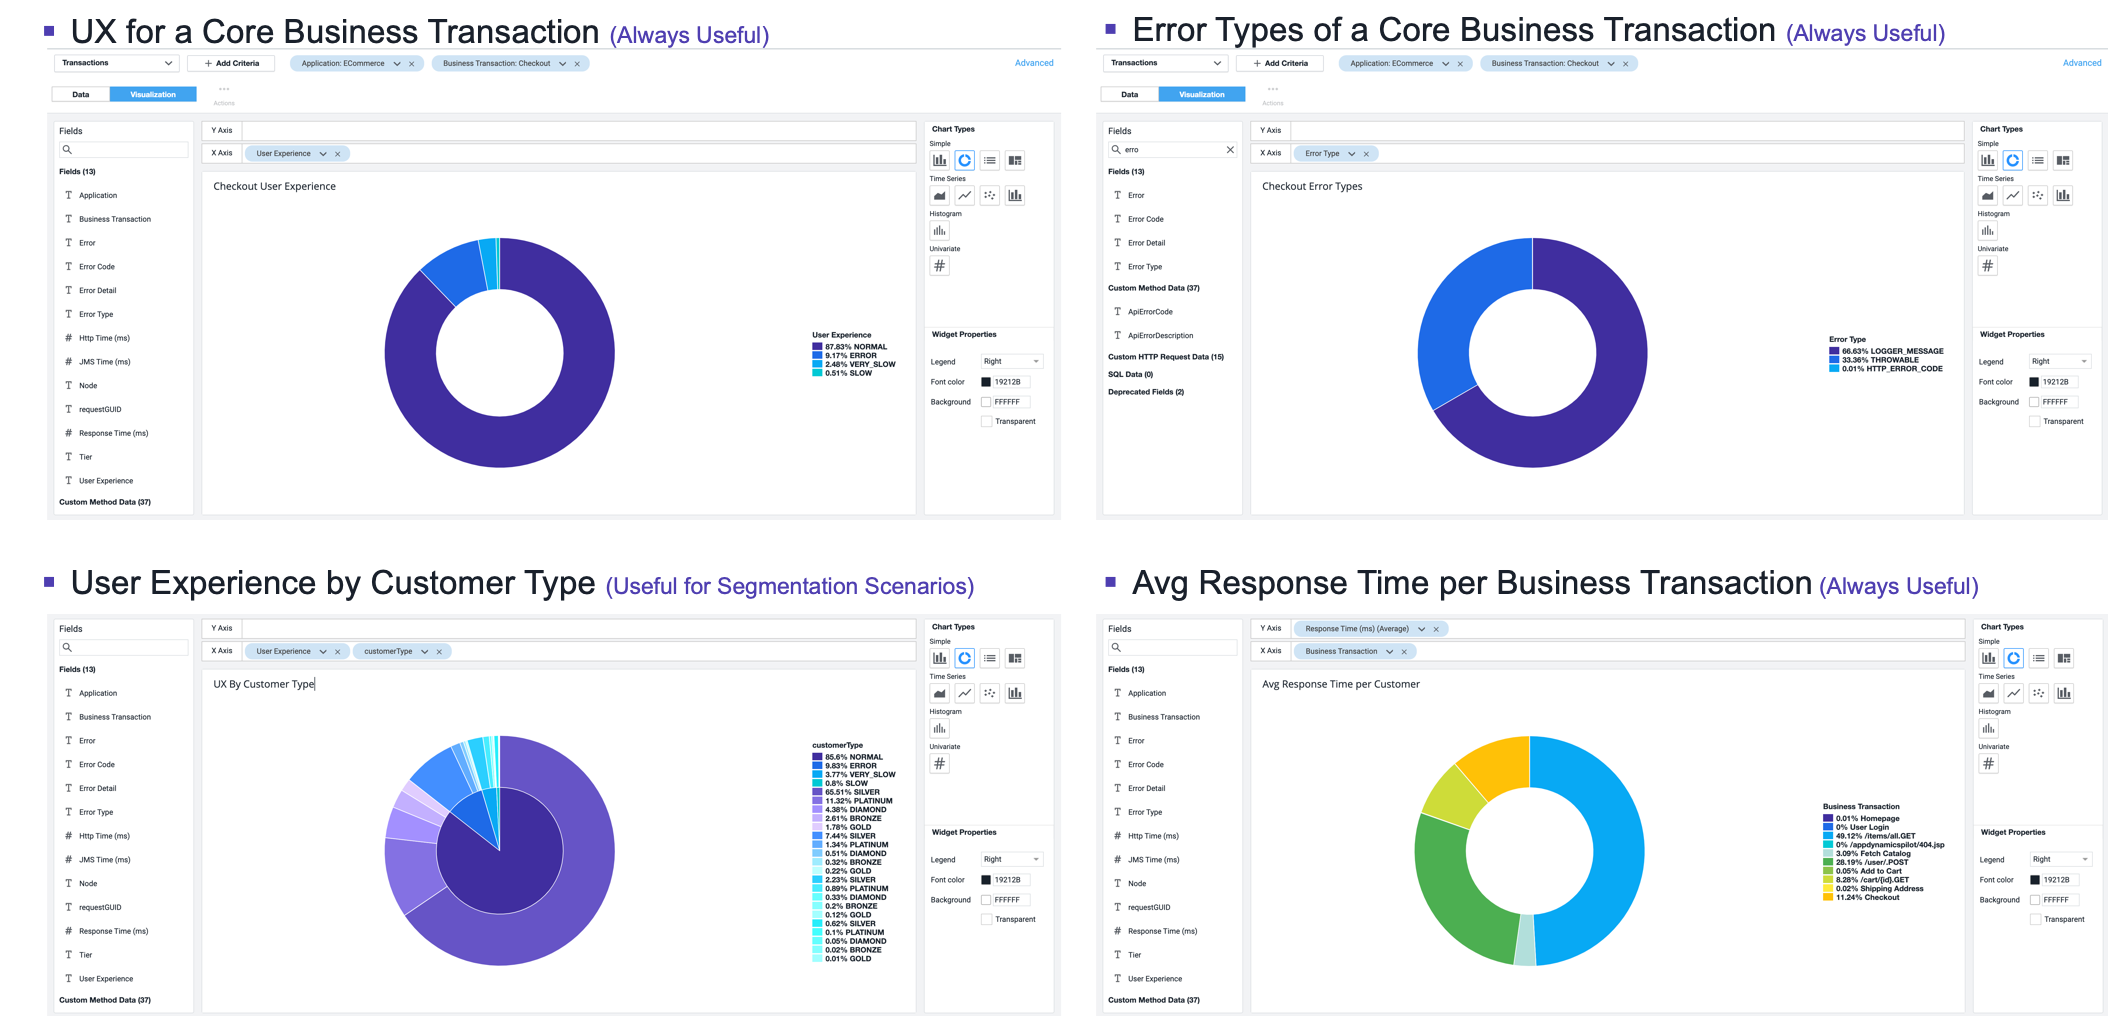 UX for a Core Business Transaction (Always Useful)
Transactions
+ Add Criteria
Application: ECommerce
Business Transaction: Checkout
Advanced
Data
Visualization
Actions
Fields
Fields (13)
T Application
T Business Transaction
T Error
T Error Code
T Error Detail
T Error Type
# Http Time (ms)
# JMS Time (ms)
T Node
T requestGUID
# Response Time (ms)
T Tier
T User Experience
Custom Method Data (37)
Y Axis
X Axis
User Experience
Checkout User Experience
User Experience
87.83% NORMAL
9.17% ERROR
2.48% VERY_SLOW
0.51% SLOW
Chart Types
Simple
Time Series
Histogram
Univariate
#
Widget Properties
Legend Right
Font color 19212B
Background FFFFFF
Transparent
Error Types of a Core Business Transaction (Always Useful)
Transactions
+ Add Criteria
Application: ECommerce
Business Transaction: Checkout
Advanced
Data
Visualization
Actions
Fields
erro
Fields (13)
T Error
T Error Code
T Error Detail
T Error Type
Custom Method Data (37)
T ApiErrorCode
T ApiErrorDescription
Custom HTTP Request Data (15)
SQL Data (0)
Deprecated Fields (2)
Y Axis
X Axis
Error Type
Checkout Error Types
Error Type
66.63% LOGGER_MESSAGE
33.36% THROWABLE
0.01% HTTP_ERROR_CODE
Chart Types
Simple
Time Series
Histogram
Univariate
#
Widget Properties
Legend Right
Font color 19212B
Background FFFFFF
Transparent
User Experience by Customer Type (Useful for Segmentation Scenarios)
Fields
Fields (13)
T Application
T Business Transaction
T Error
T Error Code
T Error Detail
T Error Type
# Http Time (ms)
# JMS Time (ms)
T Node
T requestGUID
# Response Time (ms)
T Tier
T User Experience
Custom Method Data (37)
Y Axis
X Axis
User Experience
customerType
UX By Customer Type
customerType
85.6% NORMAL
9.83% ERROR
3.77% VERY_SLOW
0.8% SLOW
65.51% SILVER
11.32% PLATINUM
4.38% DIAMOND
2.61% BRONZE
1.78% GOLD
7.44% SILVER
1.34% PLATINUM
0.51% DIAMOND
0.32% BRONZE
0.22% GOLD
2.23% SILVER
0.89% PLATINUM
0.33% DIAMOND
0.2% BRONZE
0.12% GOLD
0.62% SILVER
0.1% PLATINUM
0.05% DIAMOND
0.02% BRONZE
0.01% GOLD
Chart Types
Simple
Time Series
Histogram
Univariate
#
Widget Properties
Legend Right
Font color 19212B
Background FFFFFF
Transparent
Avg Response Time per Business Transaction (Always Useful)
Fields
Fields (13)
T Application
T Business Transaction
T Error
T Error Code
T Error Detail
T Error Type
# Http Time (ms)
# JMS Time (ms)
T Node
T requestGUID
# Response Time (ms)
T Tier
T User Experience
Custom Method Data (37)
Y Axis
Response Time (ms) (Average)
X Axis
Business Transaction
Avg Response Time per Customer
Business Transaction
0.01% Homepage
0% User Login
49.12% /items/all.GET
0% /appdynamicspilot/404.jsp
3.09% Fetch Catalog
28.19% /user/.POST
0.05% Add to Cart
8.28% /cart/{id}.GET
0.02% Shipping Address
11.24% Checkout
Chart Types
Simple
Time Series
Histogram
Univariate
#
Widget Properties
Legend Right
Font color 19212B
Background FFFFFF
Transparent